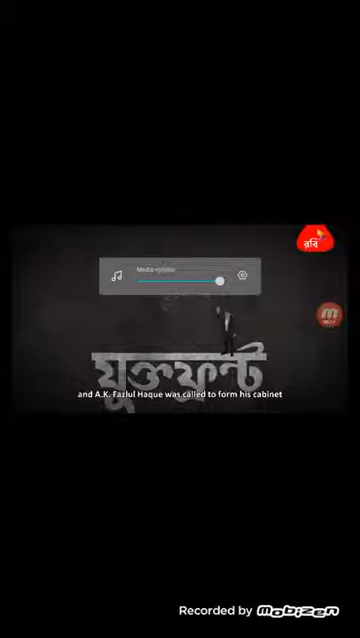 রবি
Media volume
যুক্তফ্রন্ট
and A.K. Fazlul Haque was called to form his cabinet
Recorded by mobizen